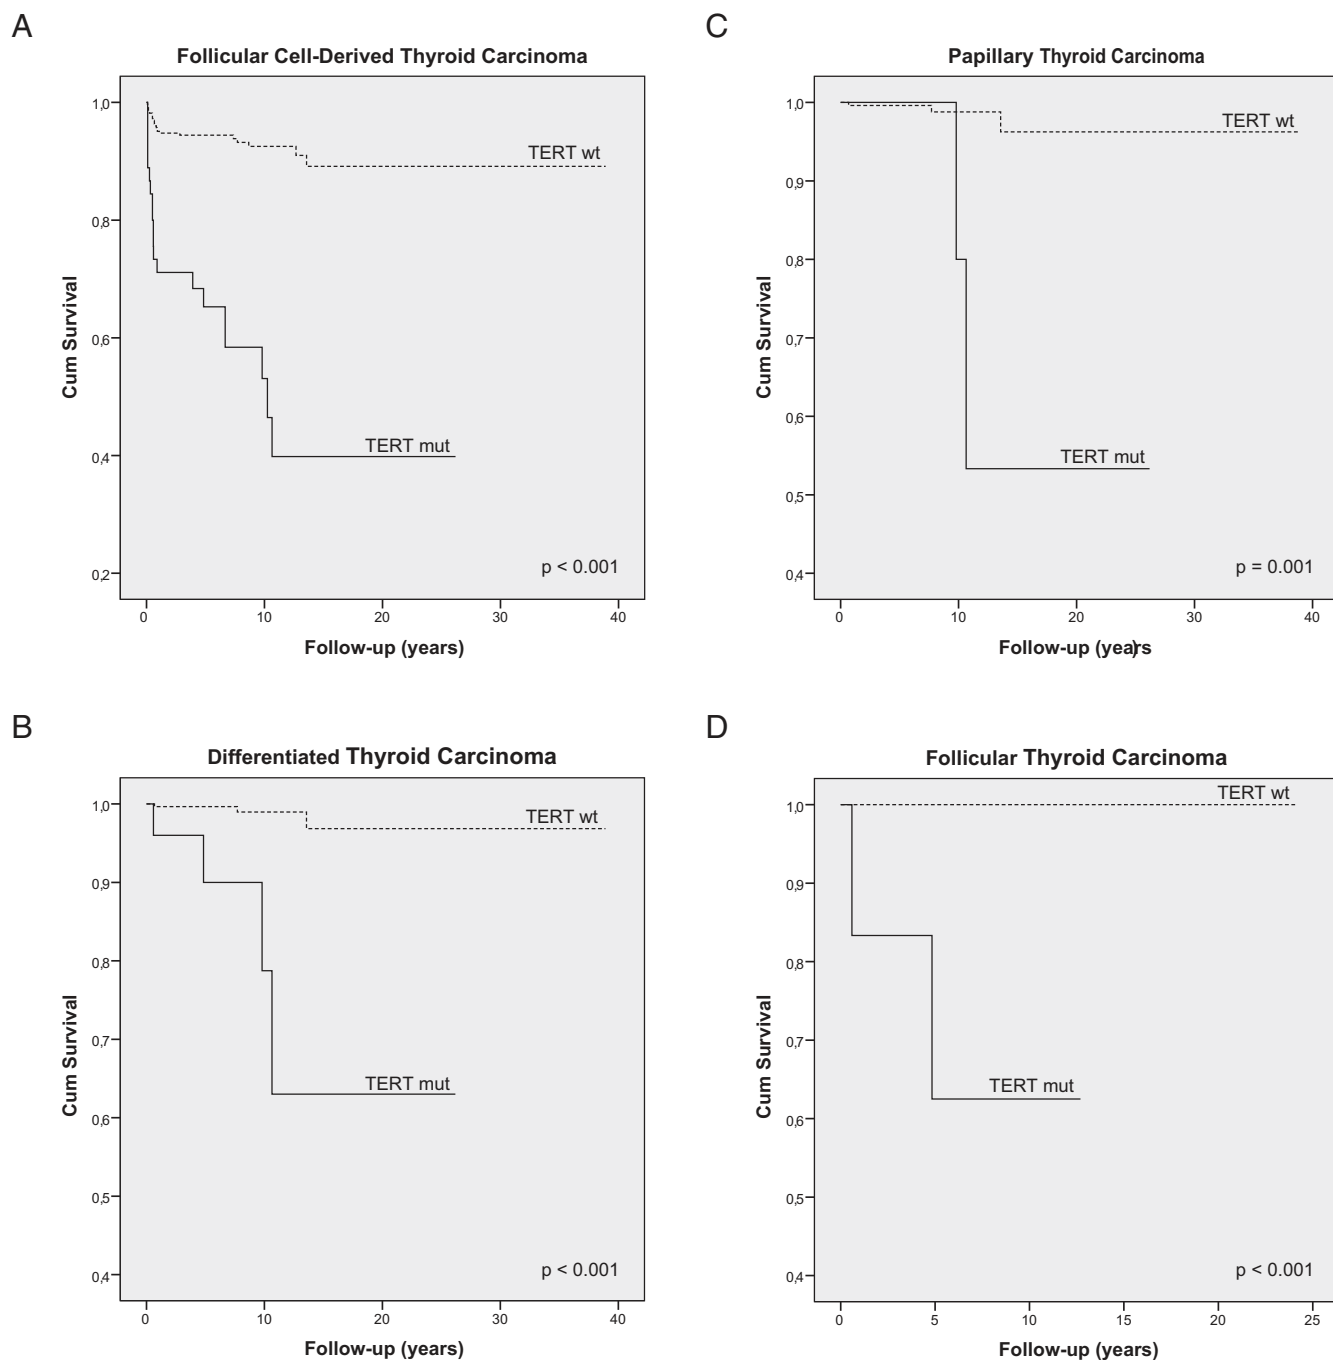 A
Follicular Cell-Derived Thyroid Carcinoma
1,0
0,8
0,6
0,4
0,2
Cum Survival
TERT wt
TERT mut
p < 0.001
0 10 20 30 40
Follow-up (years)
C
Papillary Thyroid Carcinoma
1,0
0,9
0,8
0,7
0,6
0,5
0,4
Cum Survival
TERT wt
TERT mut
p = 0.001
0 10 20 30 40
Follow-up (years)
B
Differentiated Thyroid Carcinoma
1,0
0,9
0,8
0,7
0,6
0,5
0,4
Cum Survival
TERT wt
TERT mut
p < 0.001
0 10 20 30 40
Follow-up (years)
D
Follicular Thyroid Carcinoma
1,0
0,9
0,8
0,7
0,6
0,5
0,4
Cum Survival
TERT wt
TERT mut
p < 0.001
0 5 10 15 20 25
Follow-up (years)